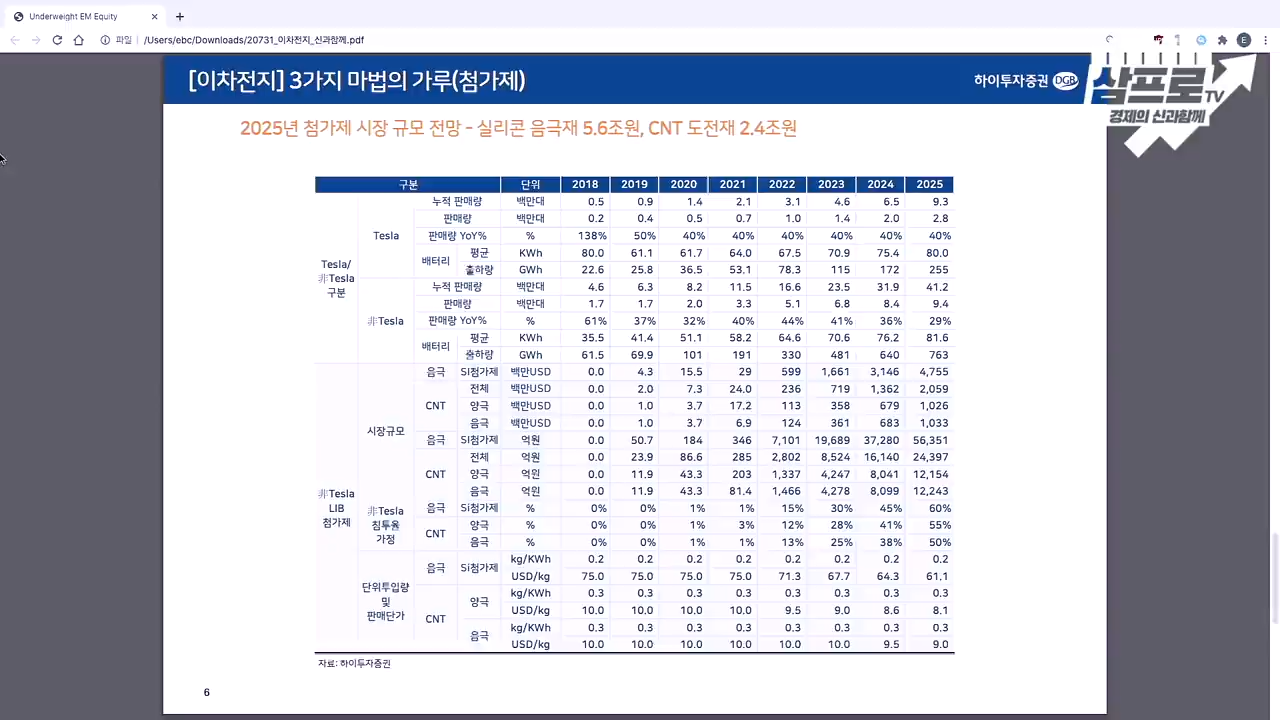 Underweight EM Equity
파일 /Users/ebc/Downloads/20731_이차전지_신과함께.pdf
E
[이차전지] 3가지 마법의 가루(첨가제)
하이투자증권 DGB
삼프로TV
경제의 신과함께
2025년 첨가제 시장 규모 전망 – 실리콘 음극재 5.6조원, CNT 도전재 2.4조원
구분 단위 2018 2019 2020 2021 2022 2023 2024 2025
Tesla/非Tesla 구분 Tesla 누적 판매량 백만대 0.5 0.9 1.4 2.1 3.1 4.6 6.5 9.3
판매량 백만대 0.2 0.4 0.5 0.7 1.0 1.4 2.0 2.8
판매량 YoY% % 138% 50% 40% 40% 40% 40% 40% 40%
배터리 평균 KWh 80.0 61.1 61.7 64.0 67.5 70.9 75.4 80.0
출하량 GWh 22.6 25.8 36.5 53.1 78.3 115 172 255
非Tesla 누적 판매량 백만대 4.6 6.3 8.2 11.5 16.6 23.5 31.9 41.2
판매량 백만대 1.7 1.7 2.0 3.3 5.1 6.8 8.4 9.4
판매량 YoY% % 61% 37% 32% 40% 44% 41% 36% 29%
배터리 평균 KWh 35.5 41.4 51.1 58.2 64.6 70.6 76.2 81.6
출하량 GWh 61.5 69.9 101 191 330 481 640 763
非Tesla LIB 첨가제 시장규모 음극 SI첨가제 백만USD 0.0 4.3 15.5 29 599 1,661 3,146 4,755
CNT 전체 백만USD 0.0 2.0 7.3 24.0 236 719 1,362 2,059
양극 백만USD 0.0 1.0 3.7 17.2 113 358 679 1,026
음극 백만USD 0.0 1.0 3.7 6.9 124 361 683 1,033
음극 SI첨가제 억원 0.0 50.7 184 346 7,101 19,689 37,280 56,351
CNT 전체 억원 0.0 23.9 86.6 285 2,802 8,524 16,140 24,397
양극 억원 0.0 11.9 43.3 203 1,337 4,247 8,041 12,154
음극 억원 0.0 11.9 43.3 81.4 1,466 4,278 8,099 12,243
非Tesla 침투율 가정 음극 Si첨가제 % 0% 0% 1% 1% 15% 30% 45% 60%
CNT 양극 % 0% 0% 1% 3% 12% 28% 41% 55%
음극 % 0% 0% 1% 1% 13% 25% 38% 50%
단위투입량 및 판매단가 음극 Si첨가제 kg/KWh 0.2 0.2 0.2 0.2 0.2 0.2 0.2 0.2
USD/kg 75.0 75.0 75.0 75.0 71.3 67.7 64.3 61.1
CNT 양극 kg/KWh 0.3 0.3 0.3 0.3 0.3 0.3 0.3 0.3
USD/kg 10.0 10.0 10.0 10.0 9.5 9.0 8.6 8.1
음극 kg/KWh 0.3 0.3 0.3 0.3 0.3 0.3 0.3 0.3
USD/kg 10.0 10.0 10.0 10.0 10.0 10.0 9.5 9.0
자료: 하이투자증권
6